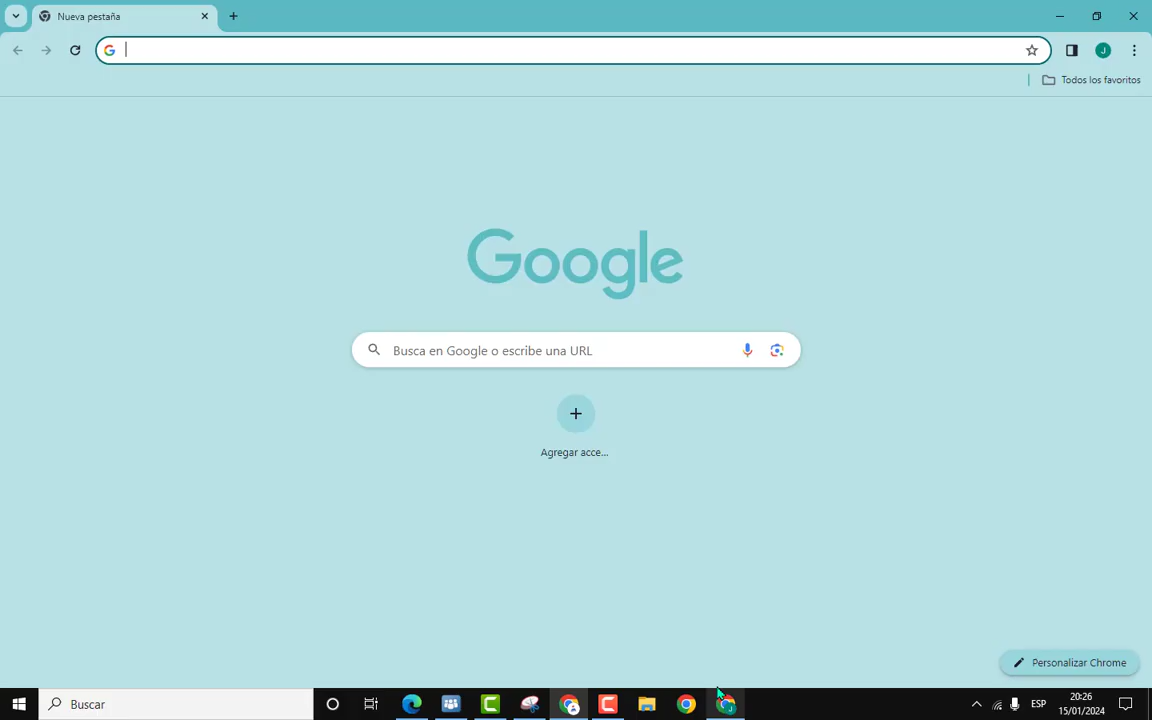 Nueva pestaña
Todos los favoritos
Google
Busca en Google o escribe una URL
Agregar acce...
Personalizar Chrome
Buscar
ESP
20:26
15/01/2024
J
J